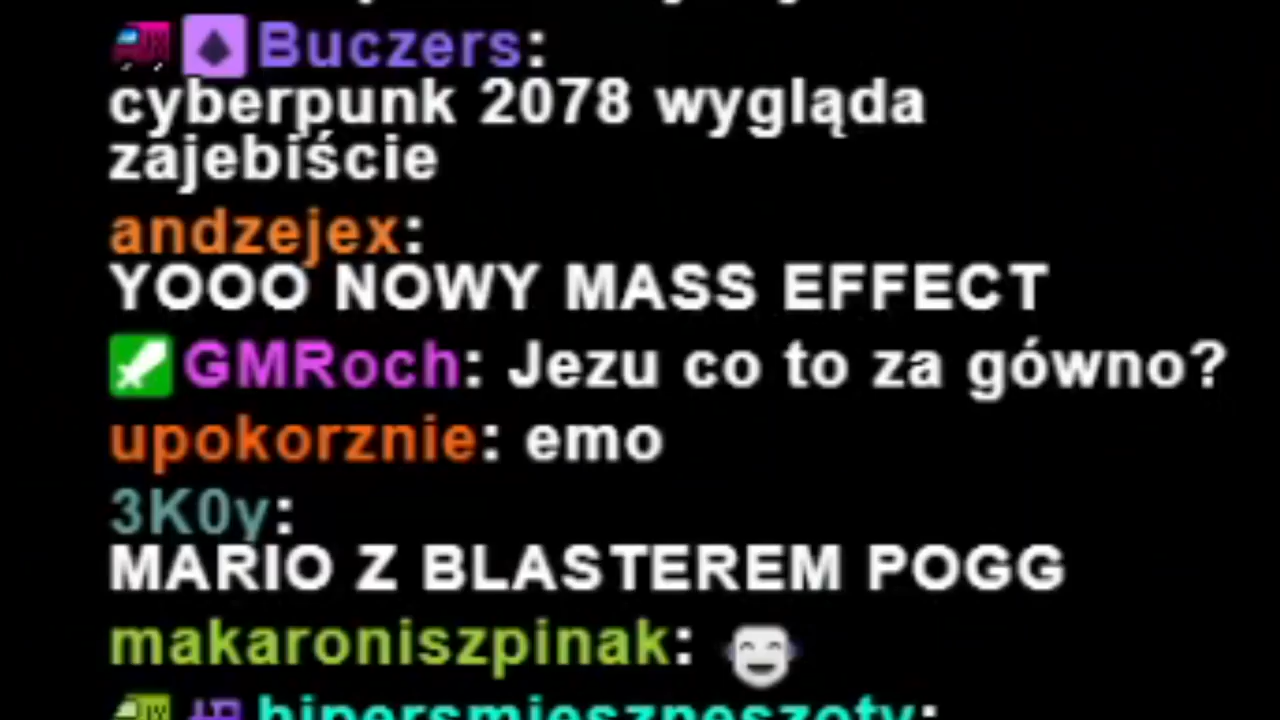 Buczers:
cyberpunk 2078 wygląda
zajebiście
andzejex:
YOOO NOWY MASS EFFECT
GMRoch: Jezu co to za gówno?
upokorznie: emo
3K0y:
MARIO Z BLASTEREM POGG
makaroniszpinak:
hipersmieszneszoty: